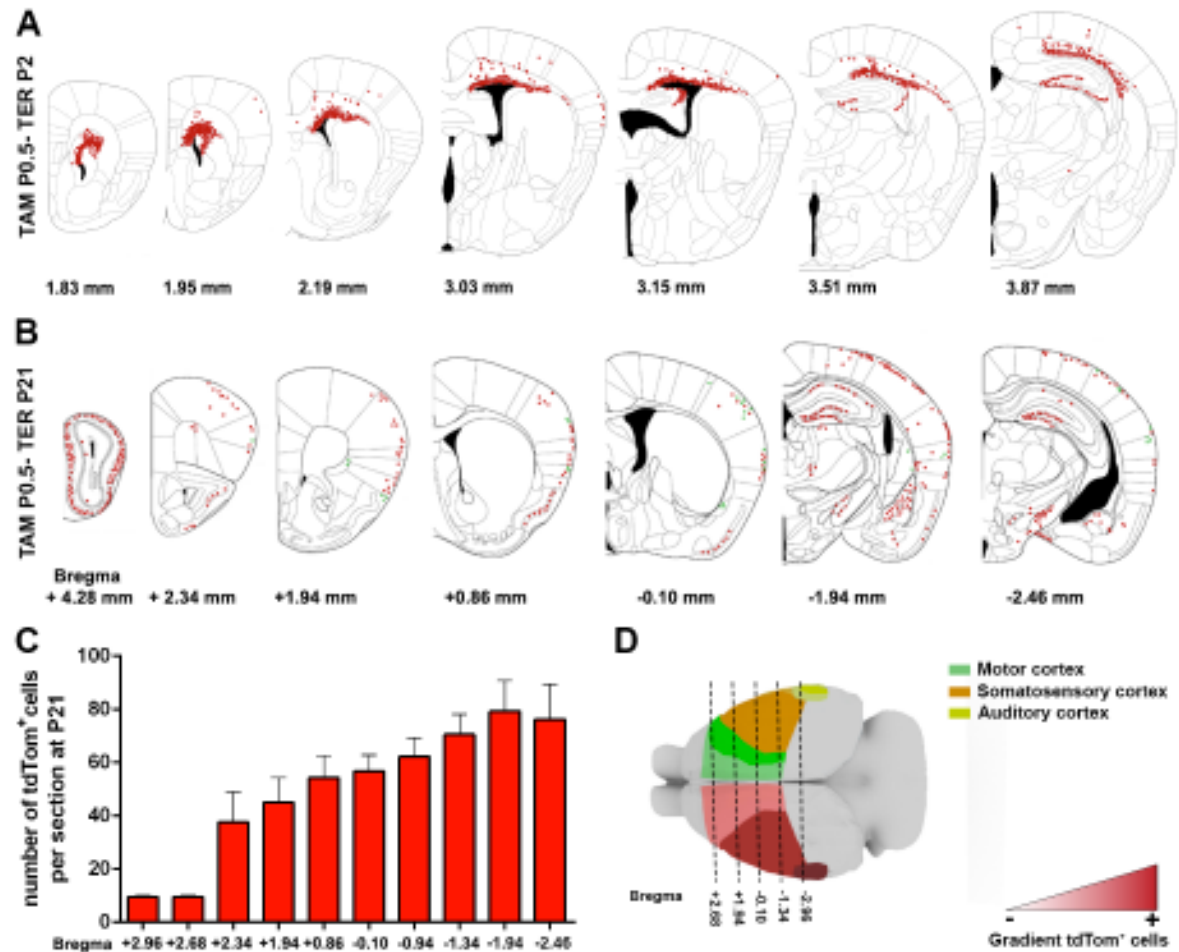 A
TAM P0.5- TER P2
1.83 mm 1.95 mm 2.19 mm 3.03 mm 3.15 mm 3.51 mm 3.87 mm
B
TAM P0.5- TER P21
Bregma
+ 4.28 mm + 2.34 mm +1.94 mm +0.86 mm -0.10 mm -1.94 mm -2.46 mm
C
number of tdTom+ cells
per section at P21
100
80
60
40
20
0
Bregma +2.96 +2.68 +2.34 +1.94 +0.86 -0.10 -0.94 -1.34 -1.94 -2.46
D
Motor cortex
Somatosensory cortex
Auditory cortex
Bregma +2.68 +1.94 -0.10 -1.34 -2.96
- +
Gradient tdTom+ cells